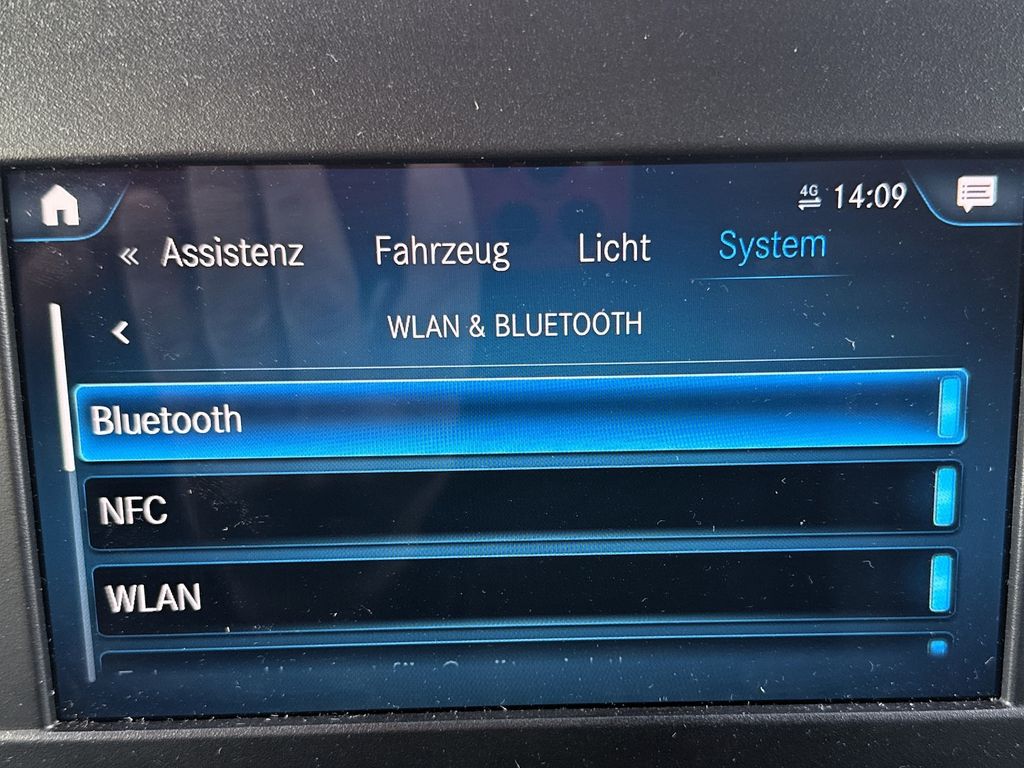 4G 14:09
« Assistenz Fahrzeug Licht System
WLAN & BLUETOOTH
Bluetooth
NFC
WLAN